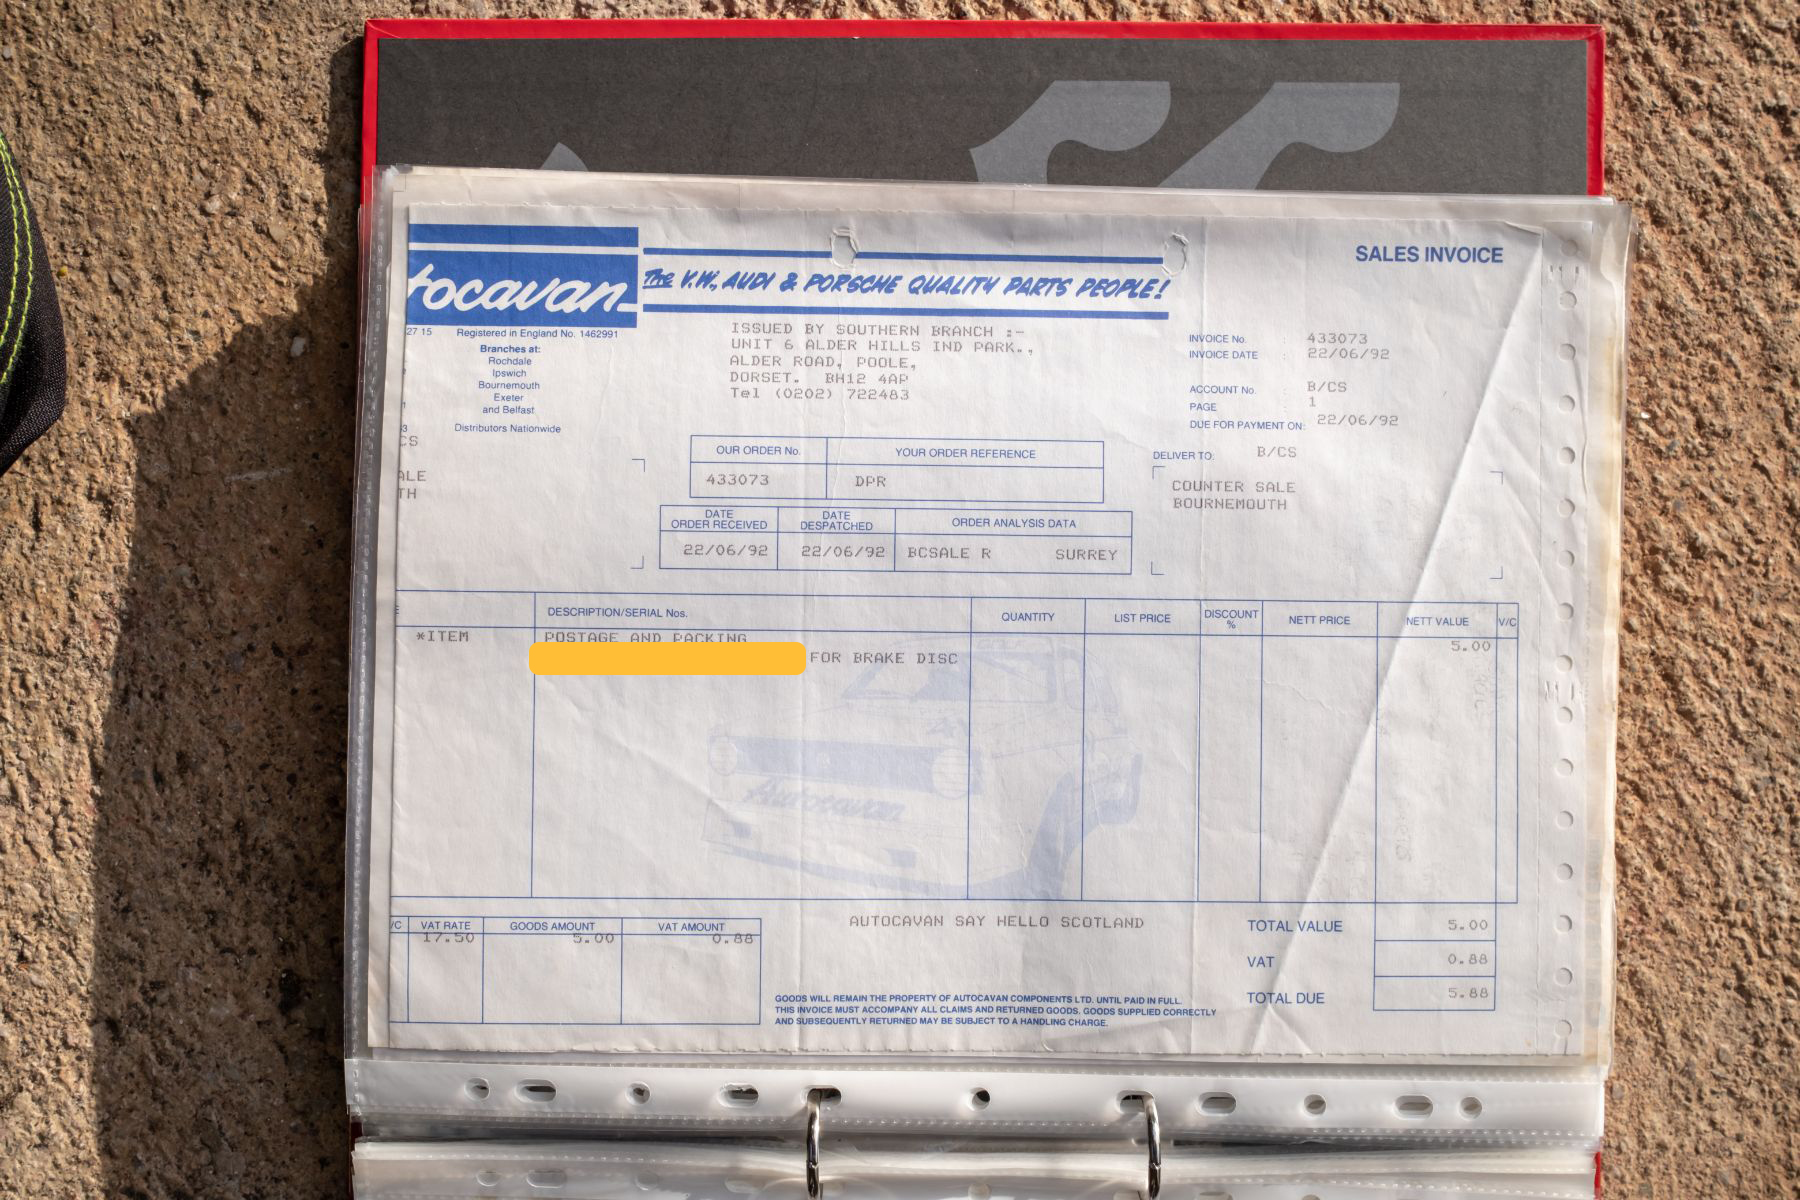 tocavan
The V.W., AUDI & PORSCHE QUALITY PARTS PEOPLE!
SALES INVOICE
27 15 Registered in England No. 1462991
Branches at:
Rochdale
Ipswich
Bournemouth
Exeter
and Belfast
Distributors Nationwide
ISSUED BY SOUTHERN BRANCH :-
UNIT 6 ALDER HILLS IND PARK.,
ALDER ROAD, POOLE,
DORSET. BH12 4AP
Tel (0202) 722483
INVOICE No. : 433073
INVOICE DATE : 22/06/92
ACCOUNT No. : B/CS
PAGE : 1
DUE FOR PAYMENT ON: 22/06/92
CS
ALE
TH
OUR ORDER No. YOUR ORDER REFERENCE
433073 DPR
DELIVER TO: B/CS
COUNTER SALE
BOURNEMOUTH
DATE ORDER RECEIVED DATE DESPATCHED ORDER ANALYSIS DATA
22/06/92 22/06/92 BCSALE R SURREY
E DESCRIPTION/SERIAL Nos. QUANTITY LIST PRICE DISCOUNT % NETT PRICE NETT VALUE V/C
*ITEM POSTAGE AND PACKING 5.00
FOR BRAKE DISC
Autocavan
/C VAT RATE GOODS AMOUNT VAT AMOUNT
17.50 5.00 0.88
AUTOCAVAN SAY HELLO SCOTLAND
TOTAL VALUE 5.00
VAT 0.88
TOTAL DUE 5.88
GOODS WILL REMAIN THE PROPERTY OF AUTOCAVAN COMPONENTS LTD. UNTIL PAID IN FULL.
THIS INVOICE MUST ACCOMPANY ALL CLAIMS AND RETURNED GOODS. GOODS SUPPLIED CORRECTLY
AND SUBSEQUENTLY RETURNED MAY BE SUBJECT TO A HANDLING CHARGE.